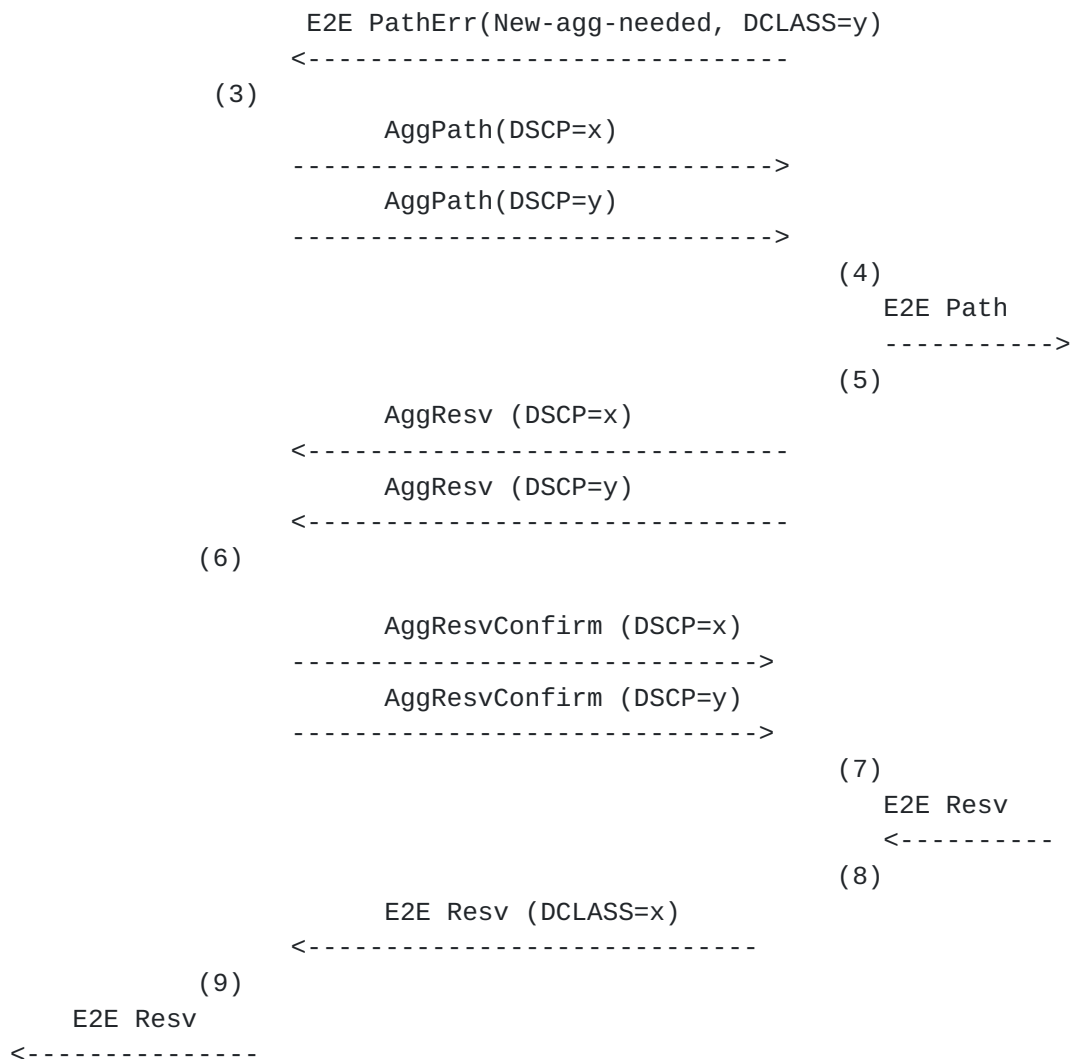 E2E PathErr(New-agg-needed, DCLASS=y)
<--------------------------------
(3)
AggPath(DSCP=x)
------------------------------->
AggPath(DSCP=y)
------------------------------->
(4)
E2E Path
----------->
(5)
AggResv (DSCP=x)
<-------------------------------
AggResv (DSCP=y)
<-------------------------------
(6)
AggResvConfirm (DSCP=x)
------------------------------>
AggResvConfirm (DSCP=y)
------------------------------>
(7)
E2E Resv
<----------
(8)
E2E Resv (DCLASS=x)
<-----------------------------
(9)
E2E Resv
<---------------